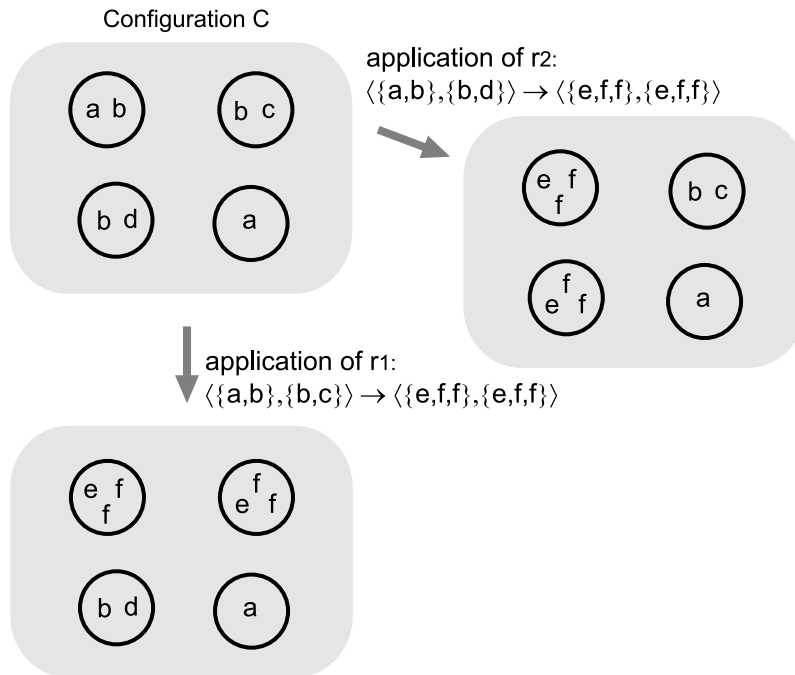 Configuration C
a b
b c
b d
a
application of r2:
⟨{a,b},{b,d}⟩ → ⟨{e,f,f},{e,f,f}⟩
e f
f
b c
f
e f
a
application of r1:
⟨{a,b},{b,c}⟩ → ⟨{e,f,f},{e,f,f}⟩
e f
f
f
e f
b d
a